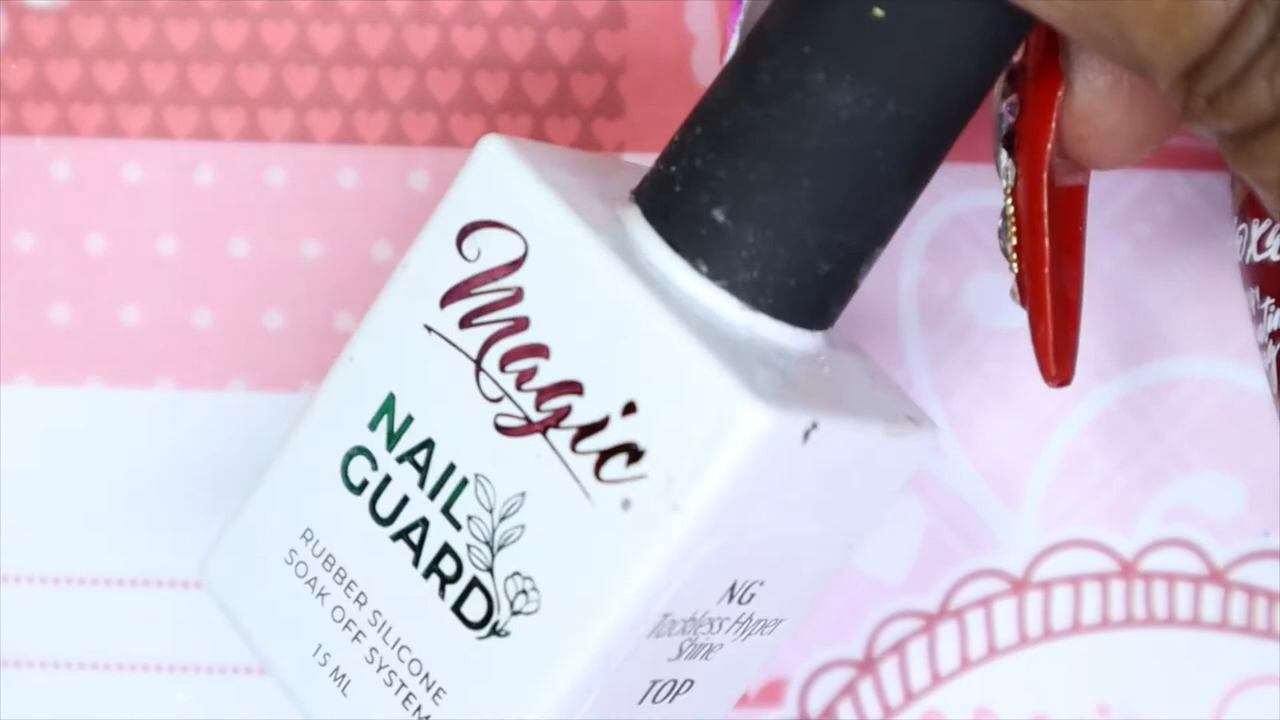 Magic
NAIL
GUARD
RUBBER SILICONE
SOAK OFF SYSTEM
15 ML
NG
Tackless Hyper
Shine
TOP